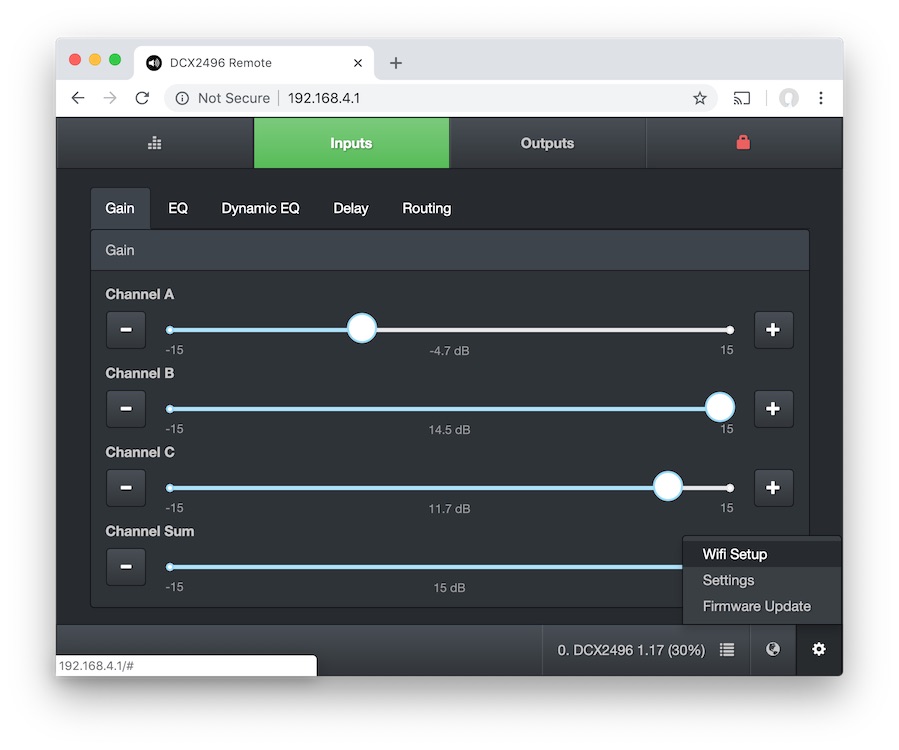 DCX2496 Remote
Not Secure 192.168.4.1
Inputs Outputs
Gain EQ Dynamic EQ Delay Routing
Gain
Channel A
-15 -4.7 dB 15
Channel B
-15 14.5 dB 15
Channel C
-15 11.7 dB 15
Channel Sum
-15 15 dB
Wifi Setup
Settings
Firmware Update
0. DCX2496 1.17 (30%)
192.168.4.1/#